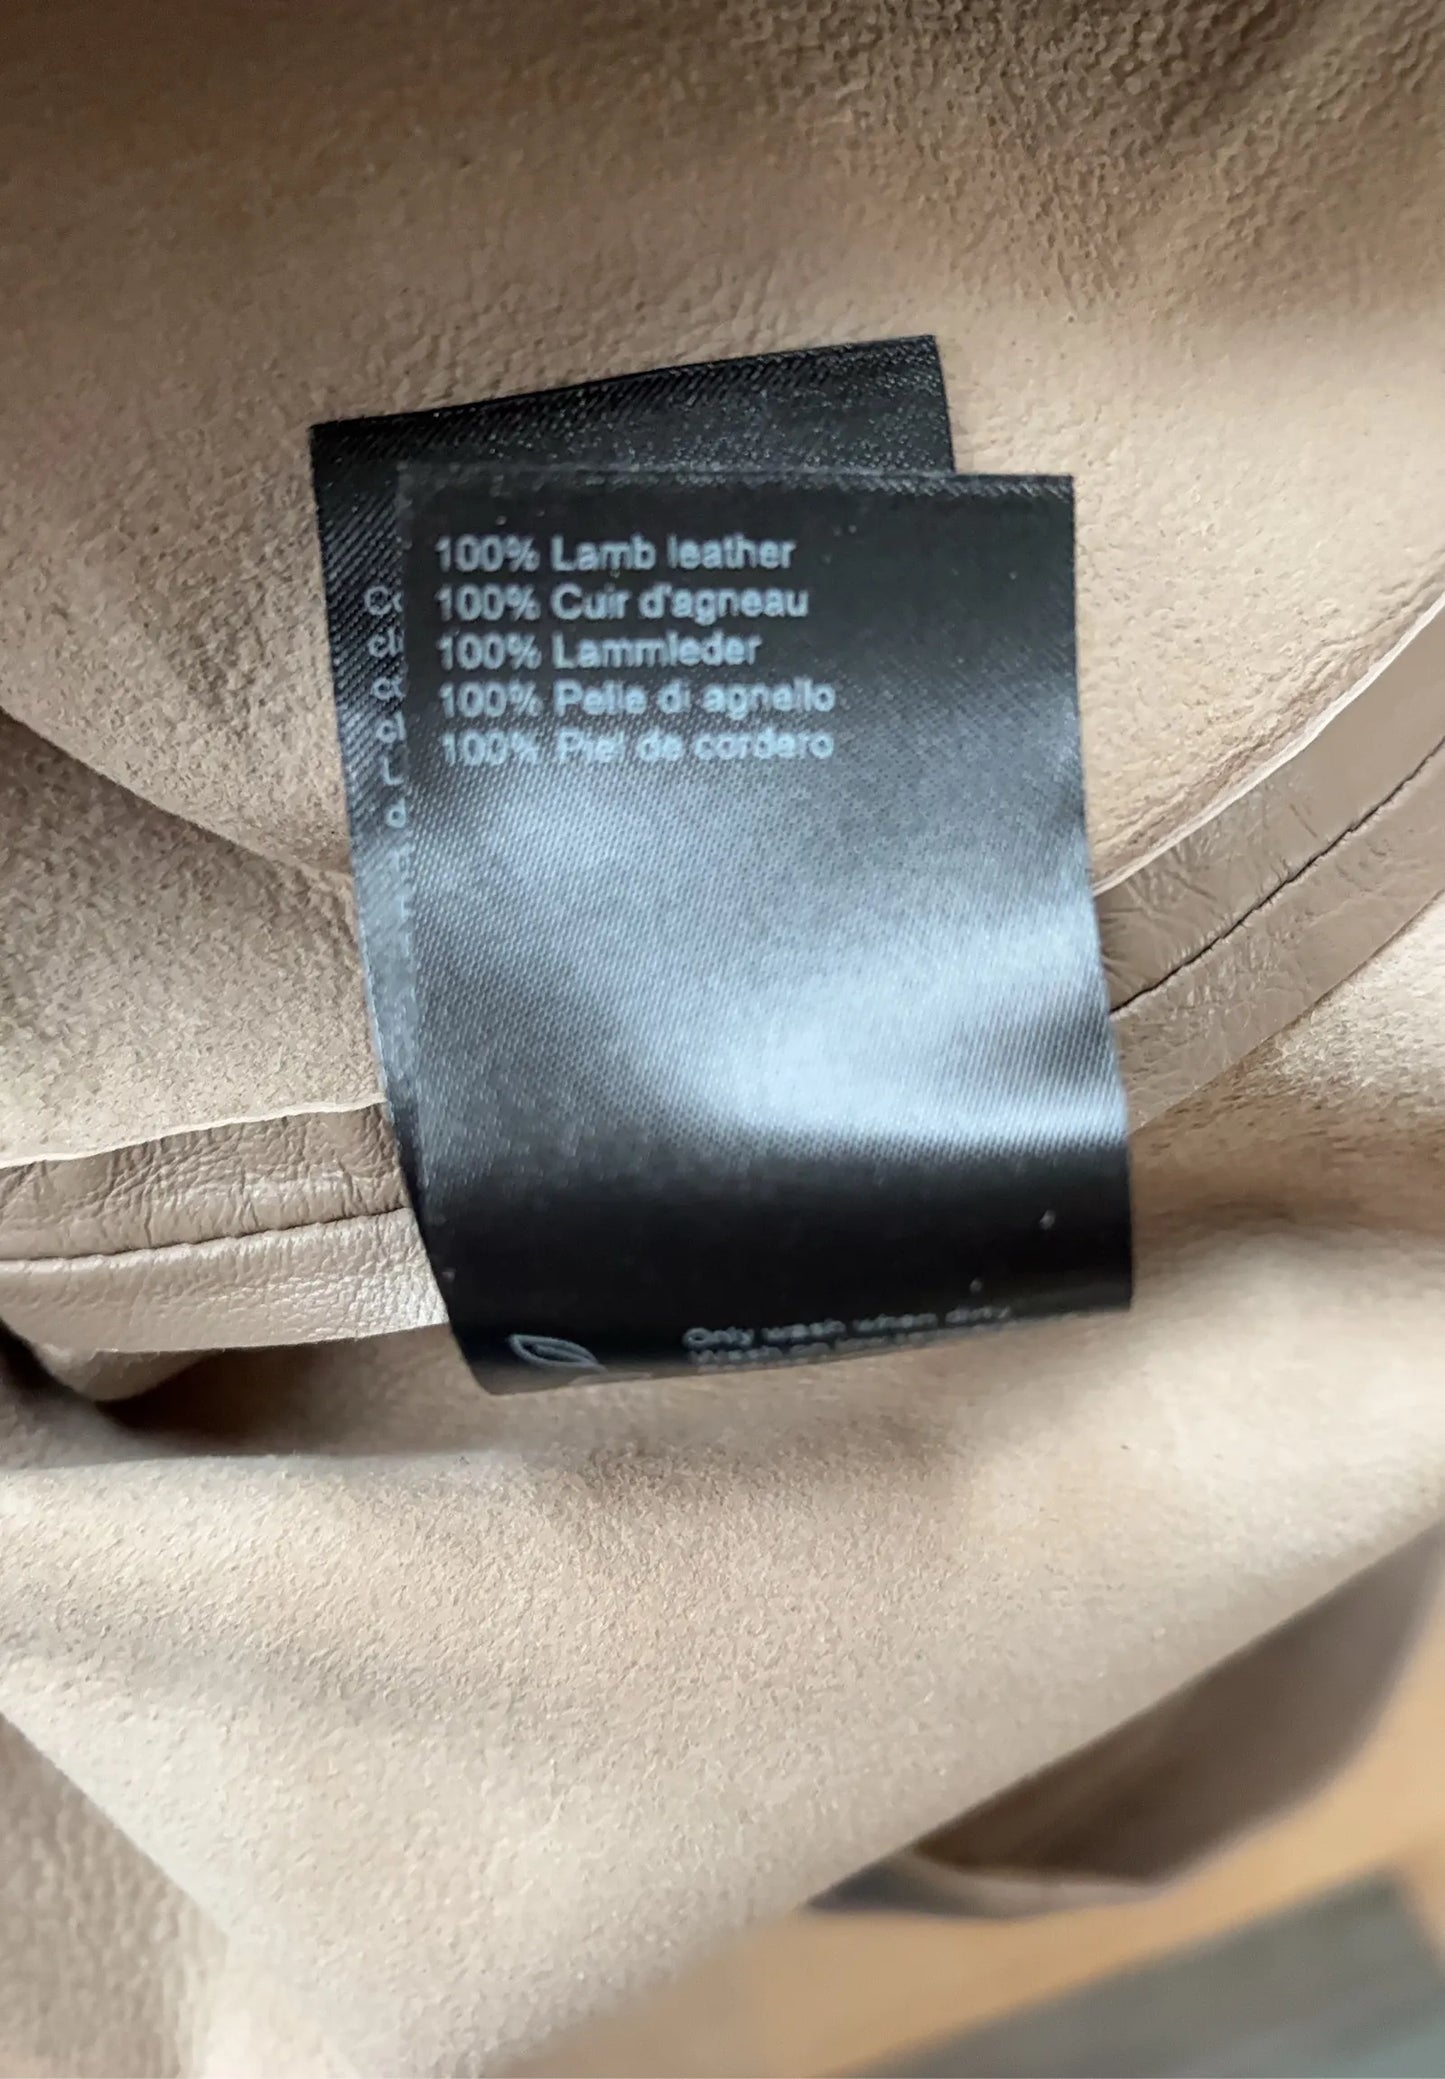 100% Lamb leather
100% Cuir d'agneau
100% Lammleder
100% Pelle di agnello
100% Piel de cordero
Only wash when dirty